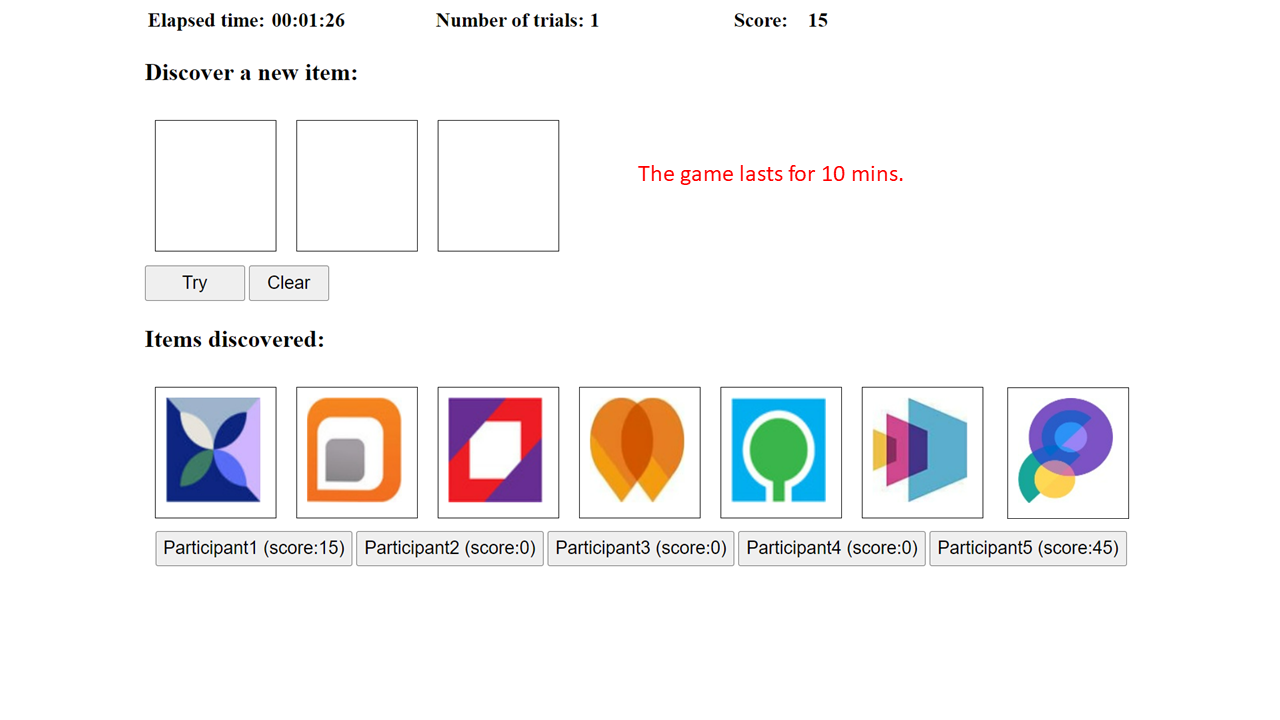 Elapsed time: 00:01:26 Number of trials: 1 Score: 15
Discover a new item:
The game lasts for 10 mins.
Try Clear
Items discovered:
Participant1 (score:15) Participant2 (score:0) Participant3 (score:0) Participant4 (score:0) Participant5 (score:45)